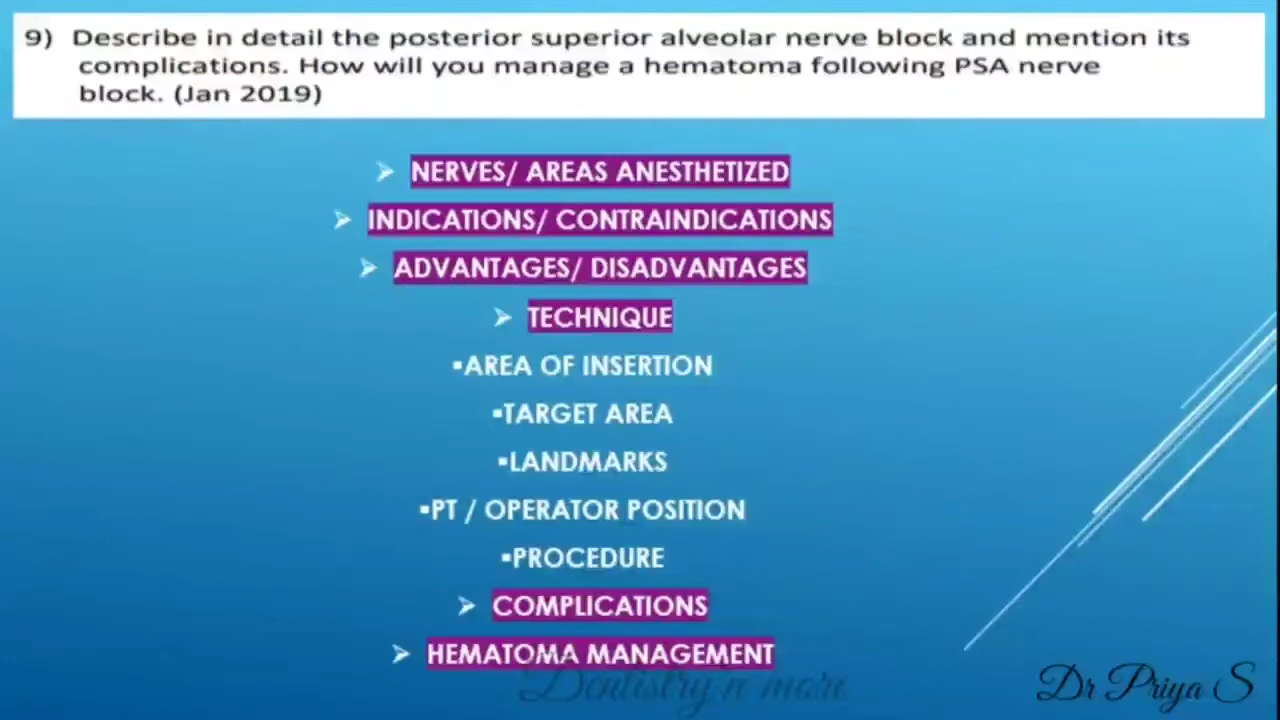 9) Describe in detail the posterior superior alveolar nerve block and mention its
complications. How will you manage a hematoma following PSA nerve
block. (Jan 2019)
➢ NERVES/ AREAS ANESTHETIZED
➢ INDICATIONS/ CONTRAINDICATIONS
➢ ADVANTAGES/ DISADVANTAGES
➢ TECHNIQUE
▪AREA OF INSERTION
▪TARGET AREA
▪LANDMARKS
▪PT / OPERATOR POSITION
▪PROCEDURE
➢ COMPLICATIONS
➢ HEMATOMA MANAGEMENT
Dentistry n more
Dr Priya S